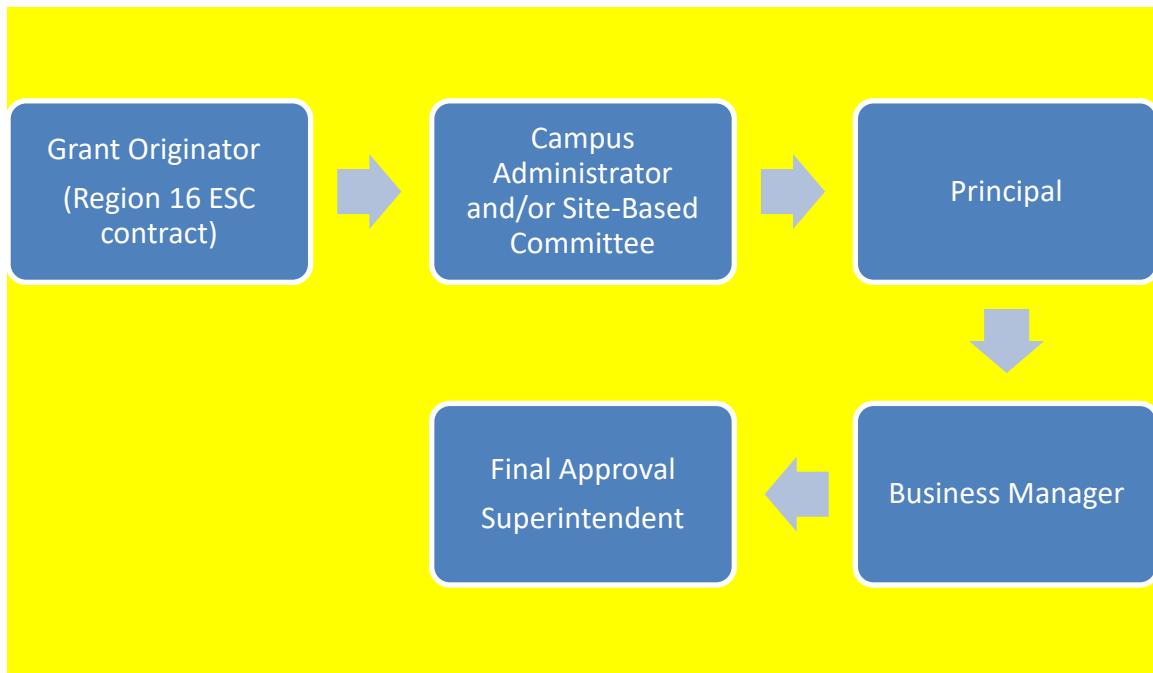 Grant Originator
(Region 16 ESC
contract)
Campus
Administrator
and/or Site-Based
Committee
Principal
Business Manager
Final Approval
Superintendent